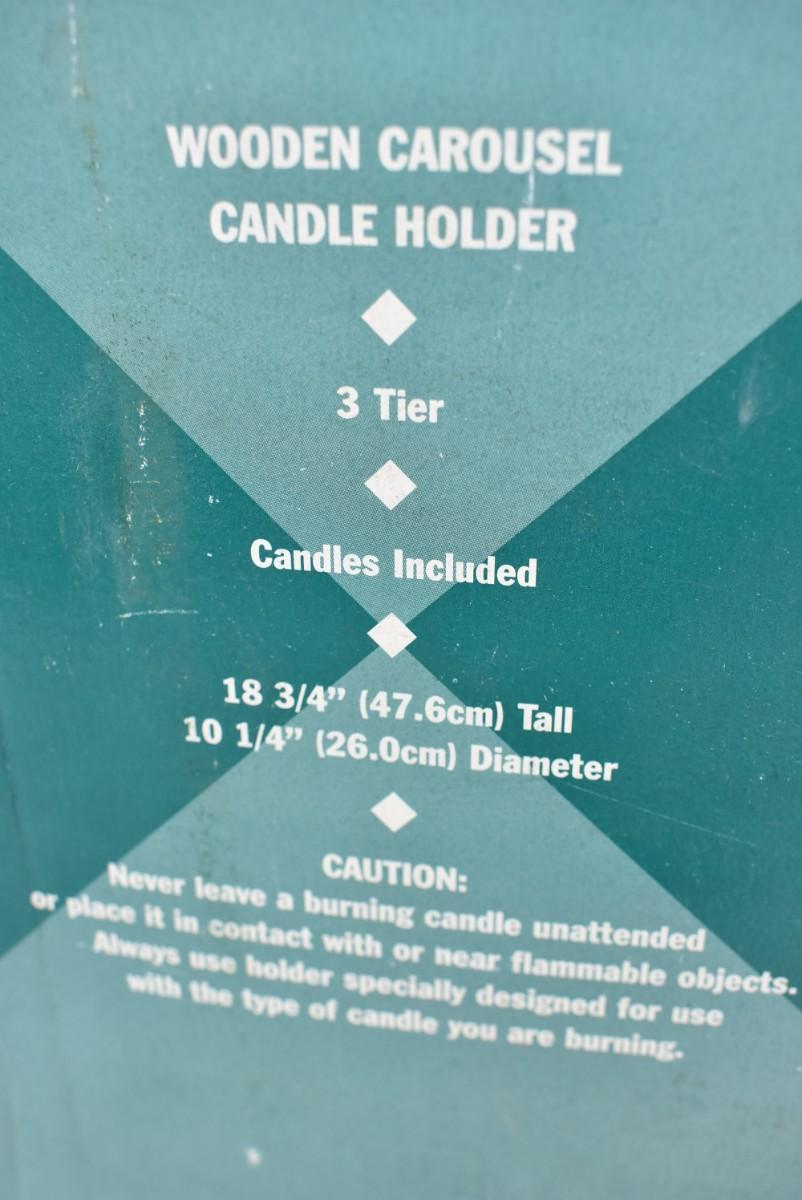 WOODEN CAROUSEL
CANDLE HOLDER
3 Tier
Candles Included
18 3/4” (47.6cm) Tall
10 1/4” (26.0cm) Diameter
CAUTION:
Never leave a burning candle unattended
or place it in contact with or near flammable objects.
Always use holder specially designed for use
with the type of candle you are burning.